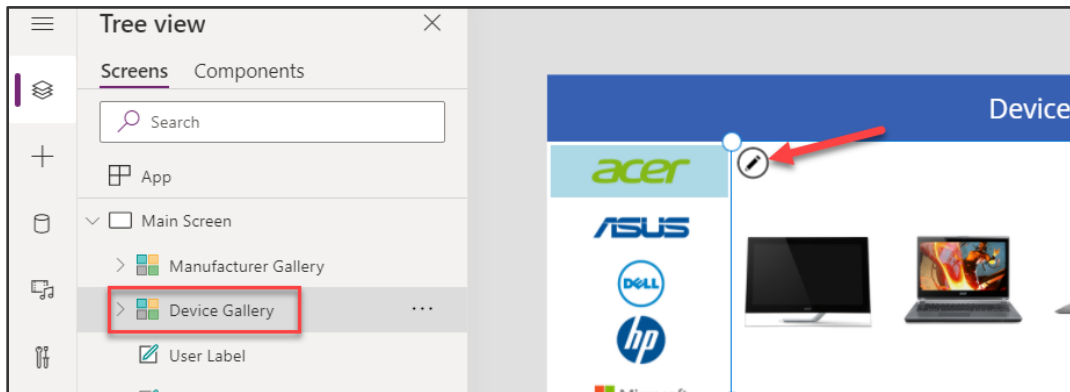 Tree view
Screens Components
Search
App
Main Screen
Manufacturer Gallery
Device Gallery
User Label
Device
acer
ASUS
DELL
hp
Microsoft